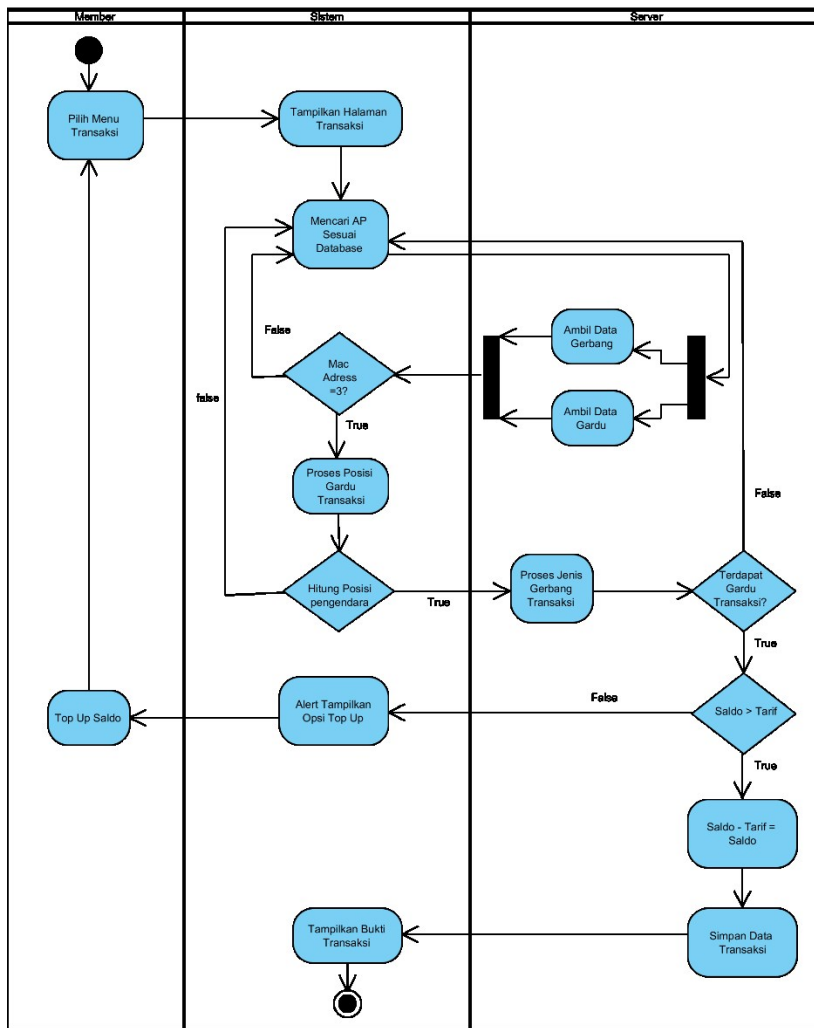 Member
Sistem
Server
Pilih Menu
Transaksi
Tampilkan Halaman
Transaksi
Mencari AP
Sesuai
Database
Ambil Data
Gerbang
Ambil Data
Gardu
False
Mac
Adress
=3?
false
True
Proses Posisi
Gardu
Transaksi
False
Hitung Posisi
pengendara
True
Proses Jenis
Gerbang
Transaksi
Terdapat
Gardu
Transaksi?
True
Top Up Saldo
Alert Tampilkan
Opsi Top Up
False
Saldo > Tarif
True
Saldo - Tarif =
Saldo
Tampilkan Bukti
Transaksi
Simpan Data
Transaksi